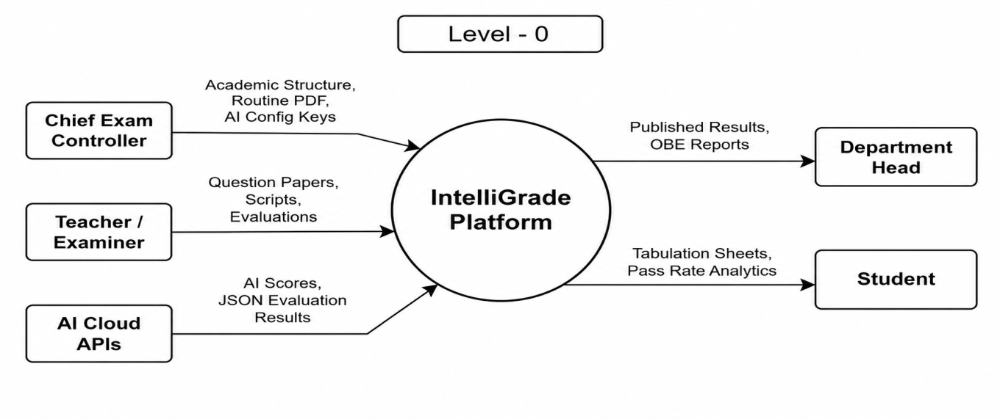 Level - 0
Academic Structure,
Routine PDF,
AI Config Keys
Chief Exam
Controller
Question Papers,
Scripts,
Evaluations
Teacher /
Examiner
AI Scores,
JSON Evaluation
Results
AI Cloud
APIs
IntelliGrade
Platform
Published Results,
OBE Reports
Department
Head
Tabulation Sheets,
Pass Rate Analytics
Student